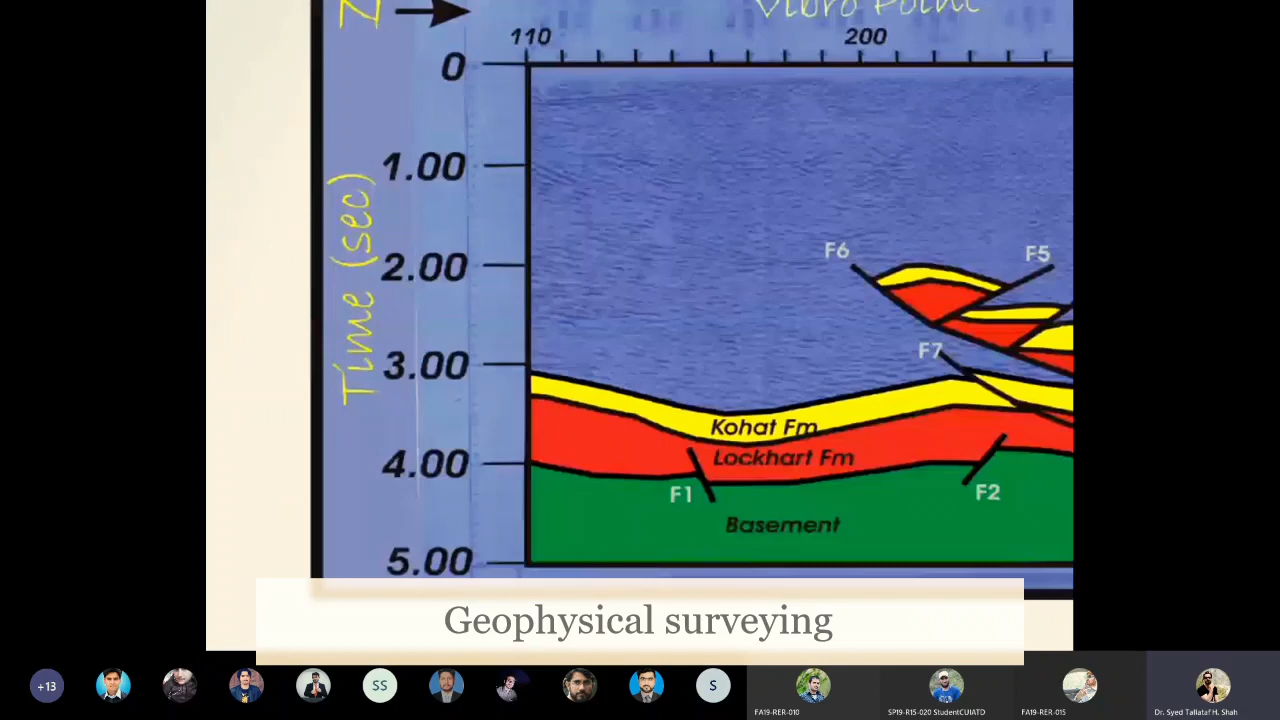 Vibro Point
110
200
0
1.00
Time (sec)
2.00
F6
F5
3.00
F7
Kohat Fm
Lockhart Fm
4.00
F1
F2
Basement
5.00
Geophysical surveying
+13
SS
S
FA19-RER-010
SP19-R15-020 StudentCUIATD
FA19-RER-015
Dr. Syed Tallataf H. Shah